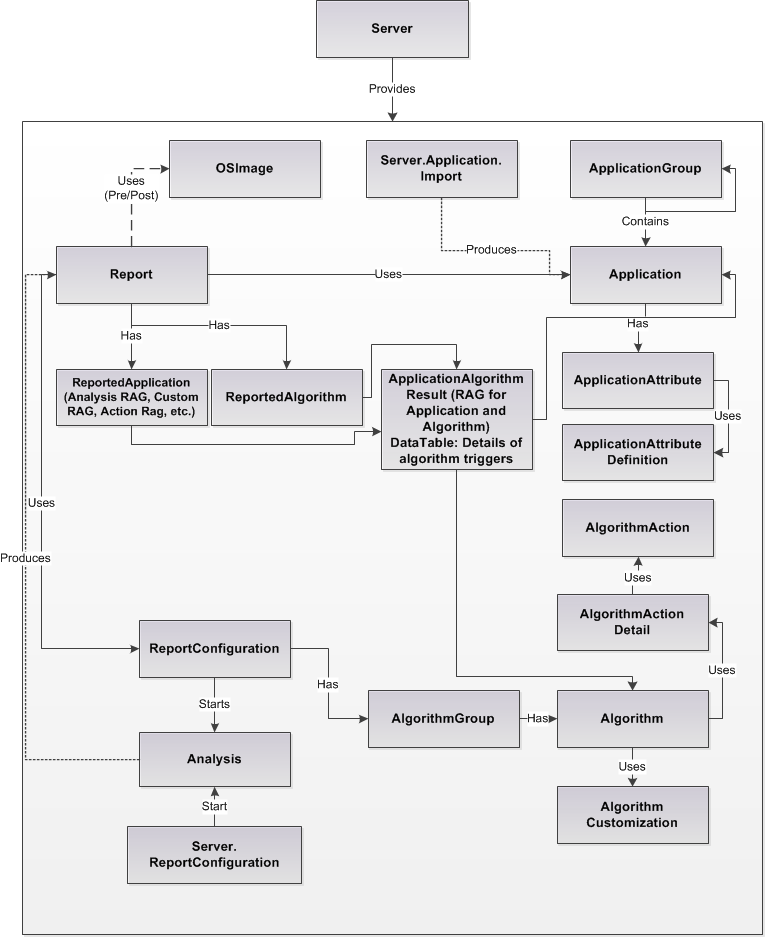 Server
Provides
OSImage
Server.Application.
Import
ApplicationGroup
Uses
(Pre/Post)
Contains
Produces
Report
Uses
Application
Has
Has
Has
ReportedApplication
(Analysis RAG, Custom
RAG, Action Rag, etc.)
ReportedAlgorithm
ApplicationAlgorithm
Result (RAG for
Application and
Algorithm)
DataTable: Details of
algorithm triggers
ApplicationAttribute
Uses
ApplicationAttribute
Definition
Uses
AlgorithmAction
Produces
Uses
AlgorithmAction
Detail
ReportConfiguration
Has
Uses
Starts
AlgorithmGroup
Has
Algorithm
Analysis
Uses
Start
Algorithm
Customization
Server.
ReportConfiguration